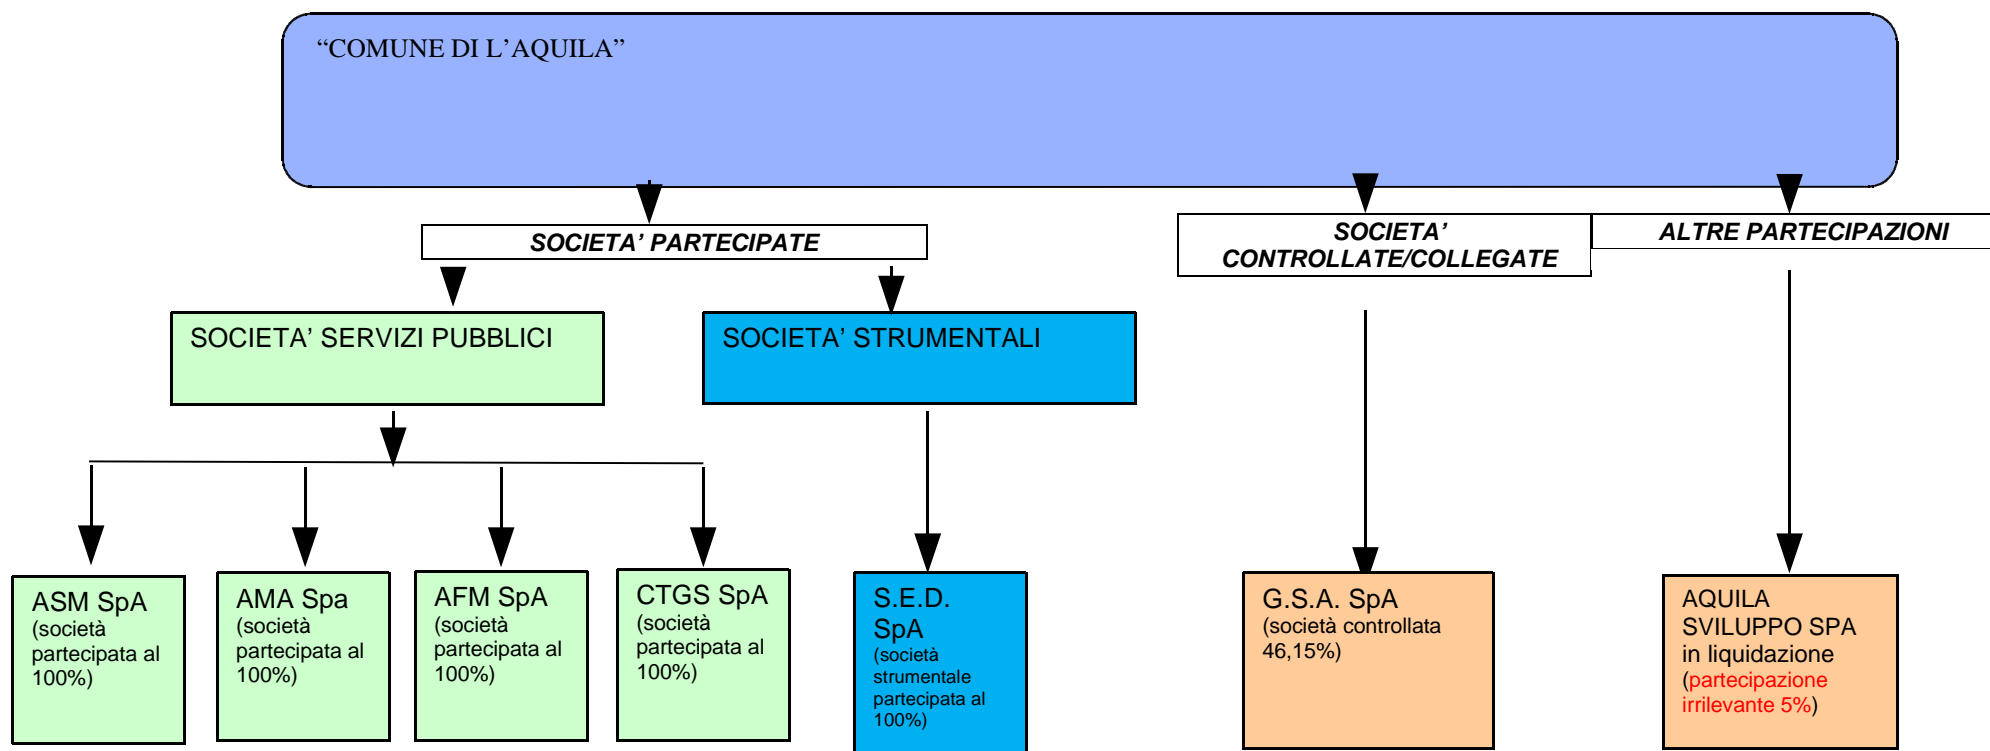 “COMUNE DI L’AQUILA”
SOCIETA’ PARTECIPATE
SOCIETA’
CONTROLLATE/COLLEGATE
ALTRE PARTECIPAZIONI
SOCIETA’ SERVIZI PUBBLICI
SOCIETA’ STRUMENTALI
ASM SpA
(società
partecipata al
100%)
AMA Spa
(società
partecipata al
100%)
AFM SpA
(società
partecipata al
100%)
CTGS SpA
(società
partecipata al
100%)
S.E.D.
SpA
(società
strumentale
partecipata al
100%)
G.S.A. SpA
(società controllata
46,15%)
AQUILA
SVILUPPO SPA
in liquidazione
(partecipazione
irrilevante 5%)